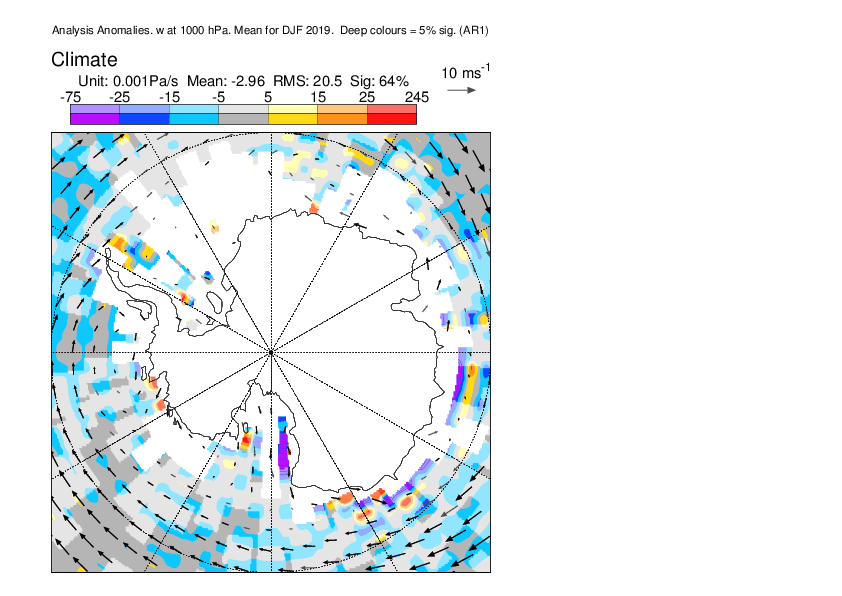 Analysis Anomalies. w at 1000 hPa. Mean for DJF 2019. Deep colours = 5% sig. (AR1)
Climate
10 ms-1
Unit: 0.001Pa/s Mean: -2.96 RMS: 20.5 Sig: 64%
-75 -25 -15 -5 5 15 25 245